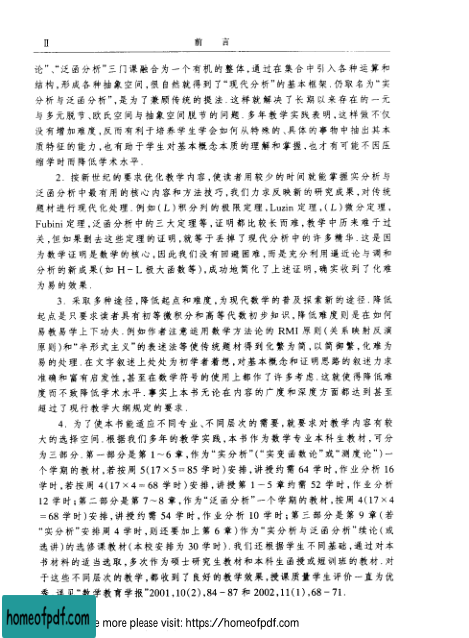 II 前 言
论”、“泛函分析”三门课融合为一个有机的整体,通过在集合中引入各种运算和
结构,形成各种抽象空间,很自然就得到了“现代分析”的基本框架.仍取名为“实
分析与泛函分析”,是为了兼顾传统的提法.这样就解决了长期以来存在的一元
与多元脱节、欧氏空间与抽象空间脱节的问题.多年教学实践表明,这样做不仅
没有增加难度,反而有利于培养学生学会如何从特殊的、具体的事物中抽出其本
质特征的能力,也有助于学生对基本概念本质的理解和掌握,也才有可能不因压
缩学时而降低学术水平.
2. 按新世纪的要求优化教学内容,使读者用较少的时间就能掌握实分析与
泛函分析中最有用的核心内容和方法技巧,我们力求反映新的研究成果,对传统
题材进行现代化处理.例如(L)积分列的极限定理,Luzin 定理,(L)微分定理,
Fubini 定理,泛函分析中的三大定理等,证明都比较长而难,教学中历来难于过
关,但如果删去这些定理的证明,就等于丢掉了现代分析中的许多精华.这是因
为数学证明是数学的核心,因此我们没有回避困难,而是充分利用逼近论与调和
分析的新成果(如 H-L 极大函数等),成功地简化了上述证明,确实收到了化难
为易的效果.
3. 采取多种途径,降低起点和难度,为现代数学的普及探索新的途径.降低
起点是只要求读者具有初等微积分和高等代数初步知识,降低难度则是在如何
易教易学上下功夫.例如作者注意运用数学方法论的 RMI 原则(关系映射反演
原则)和“半形式主义”的表述法等使传统题材得到化繁为简,以简御繁,化难为
易的处理.在文字叙述上处处为初学者着想,对基本概念和证明思路的叙述力求
准确和富有启发性,甚至在数学符号的使用上都作了许多考虑.这就使得降低难
度而不致降低学术水平.事实上本书无论在内容的广度和深度方面都达到甚至
超过了现行教学大纲规定的要求.
4. 为了使本书能适应不同专业、不同层次的需要,就要求对教学内容有较
大的选择空间.根据我们多年的教学实践,本书作为数学专业本科生教材,可分
为三部分.第一部分是第 1~6 章,作为“实分析”(“实变函数论”或“测度论”)一
个学期的教材,若按周 5(17×5=85 学时)安排,讲授约需 64 学时,作业分析 16
学时,若按周 4(17×4=68 学时)安排,讲授第 1-5 章约需 52 学时,作业分析
12 学时;第二部分是第 7~8 章,作为“泛函分析”一个学期的教材,按周 4(17×4
=68 学时)安排,讲授约需 54 学时,作业分析 10 学时;第三部分是第 9 章(若
“实分析”安排周 4 学时,则还要加上第 6 章)作为“实分析与泛函分析”续论(或
选讲)的选修课教材(本校安排为 30 学时).我们还根据学生不同基础,通过对本
书材料的适当选取,多次作为硕士研究生教材和本科生函授或短训班的教材.对
于这些不同层次的教学,都收到了良好的教学效果,授课质量学生评价一直为优
秀.详见“数学教育学报”2001,10(2),84-87 和 2002,11(1),68-71.
homeofpdf.com
e more please visit: https://homeofpdf.com